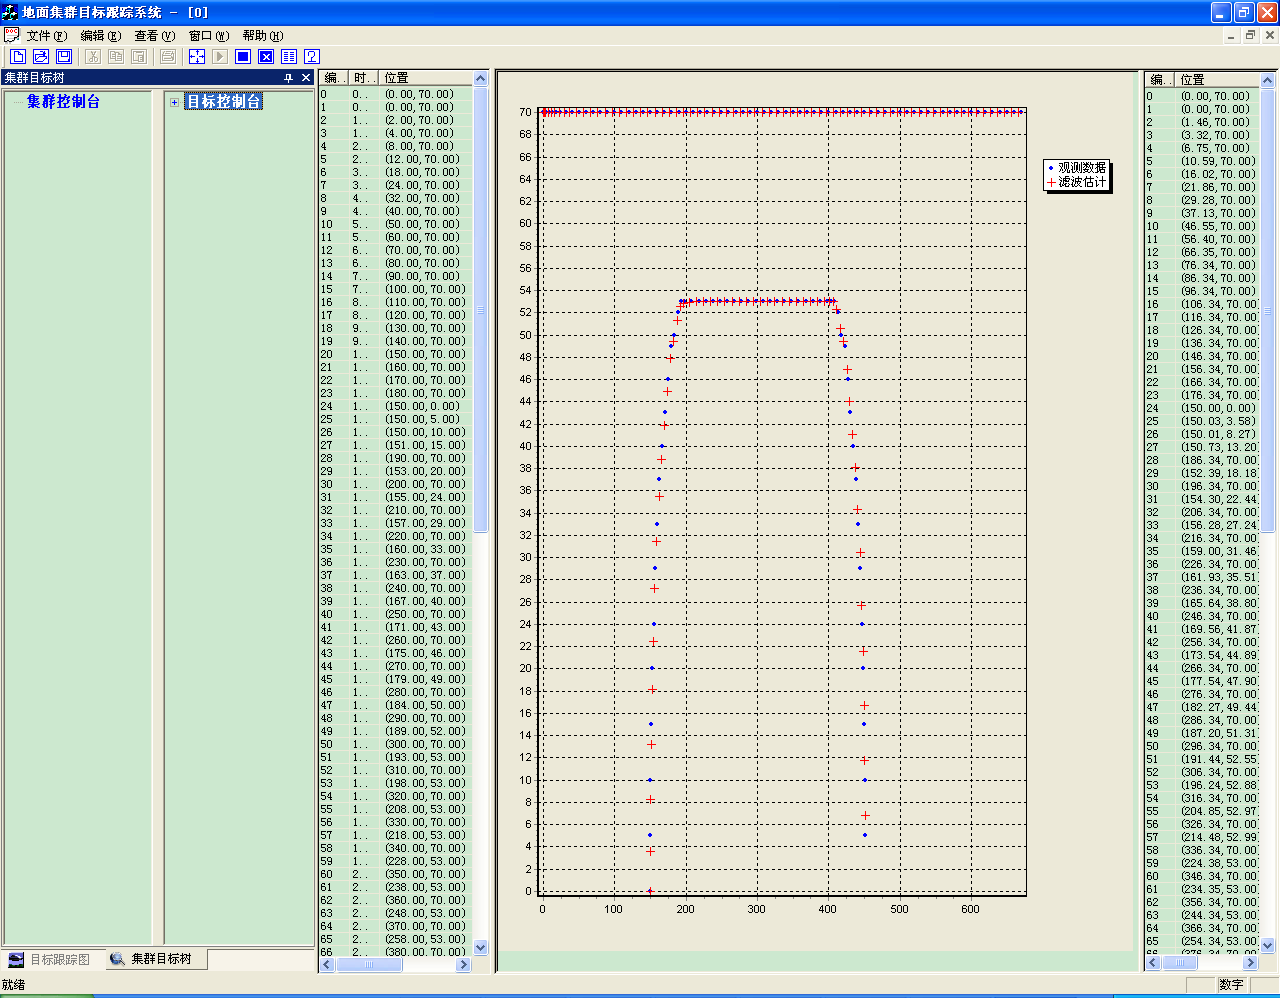 地面集群目标跟踪系统 - [0]
文件(F) 编辑(E) 查看(V) 窗口(W) 帮助(H)
集群目标树
集群控制台
目标控制台
编.. 时.. 位置
0 0.. (0.00,70.00)
1 0.. (0.00,70.00)
2 1.. (2.00,70.00)
3 1.. (4.00,70.00)
4 2.. (8.00,70.00)
5 2.. (12.00,70.00)
6 3.. (18.00,70.00)
7 3.. (24.00,70.00)
8 4.. (32.00,70.00)
9 4.. (40.00,70.00)
10 5.. (50.00,70.00)
11 5.. (60.00,70.00)
12 6.. (70.00,70.00)
13 6.. (80.00,70.00)
14 7.. (90.00,70.00)
15 7.. (100.00,70.00)
16 8.. (110.00,70.00)
17 8.. (120.00,70.00)
18 9.. (130.00,70.00)
19 9.. (140.00,70.00)
20 1.. (150.00,70.00)
21 1.. (160.00,70.00)
22 1.. (170.00,70.00)
23 1.. (180.00,70.00)
24 1.. (150.00,0.00)
25 1.. (150.00,5.00)
26 1.. (150.00,10.00)
27 1.. (151.00,15.00)
28 1.. (190.00,70.00)
29 1.. (153.00,20.00)
30 1.. (200.00,70.00)
31 1.. (155.00,24.00)
32 1.. (210.00,70.00)
33 1.. (157.00,29.00)
34 1.. (220.00,70.00)
35 1.. (160.00,33.00)
36 1.. (230.00,70.00)
37 1.. (163.00,37.00)
38 1.. (240.00,70.00)
39 1.. (167.00,40.00)
40 1.. (250.00,70.00)
41 1.. (171.00,43.00)
42 1.. (260.00,70.00)
43 1.. (175.00,46.00)
44 1.. (270.00,70.00)
45 1.. (179.00,49.00)
46 1.. (280.00,70.00)
47 1.. (184.00,50.00)
48 1.. (290.00,70.00)
49 1.. (189.00,52.00)
50 1.. (300.00,70.00)
51 1.. (193.00,53.00)
52 1.. (310.00,70.00)
53 1.. (198.00,53.00)
54 1.. (320.00,70.00)
55 1.. (208.00,53.00)
56 1.. (330.00,70.00)
57 1.. (218.00,53.00)
58 1.. (340.00,70.00)
59 1.. (228.00,53.00)
60 2.. (350.00,70.00)
61 2.. (238.00,53.00)
62 2.. (360.00,70.00)
63 2.. (248.00,53.00)
64 2.. (370.00,70.00)
65 2.. (258.00,53.00)
66 2.. (380.00,70.00)
70
68
66
64
62
60
58
56
54
52
50
48
46
44
42
40
38
36
34
32
30
28
26
24
22
20
18
16
14
12
10
8
6
4
2
0
0 100 200 300 400 500 600
观测数据
滤波估计
编.. 位置
0 (0.00,70.00)
1 (0.00,70.00)
2 (1.46,70.00)
3 (3.32,70.00)
4 (6.75,70.00)
5 (10.59,70.00)
6 (16.02,70.00)
7 (21.86,70.00)
8 (29.28,70.00)
9 (37.13,70.00)
10 (46.55,70.00)
11 (56.40,70.00)
12 (66.35,70.00)
13 (76.34,70.00)
14 (86.34,70.00)
15 (96.34,70.00)
16 (106.34,70.00
17 (116.34,70.00
18 (126.34,70.00
19 (136.34,70.00
20 (146.34,70.00
21 (156.34,70.00
22 (166.34,70.00
23 (176.34,70.00
24 (150.00,0.00)
25 (150.03,3.58)
26 (150.01,8.27)
27 (150.73,13.20
28 (186.34,70.00
29 (152.39,18.18
30 (196.34,70.00
31 (154.30,22.44
32 (206.34,70.00
33 (156.28,27.24
34 (216.34,70.00
35 (159.00,31.46
36 (226.34,70.00
37 (161.93,35.51
38 (236.34,70.00
39 (165.64,38.80
40 (246.34,70.00
41 (169.56,41.87
42 (256.34,70.00
43 (173.54,44.89
44 (266.34,70.00
45 (177.54,47.90
46 (276.34,70.00
47 (182.27,49.44
48 (286.34,70.00
49 (187.20,51.31
50 (296.34,70.00
51 (191.44,52.55
52 (306.34,70.00
53 (196.24,52.88
54 (316.34,70.00
55 (204.85,52.97
56 (326.34,70.00
57 (214.48,52.99
58 (336.34,70.00
59 (224.38,53.00
60 (346.34,70.00
61 (234.35,53.00
62 (356.34,70.00
63 (244.34,53.00
64 (366.34,70.00
65 (254.34,53.00
目标跟踪图 集群目标树
就绪
数字